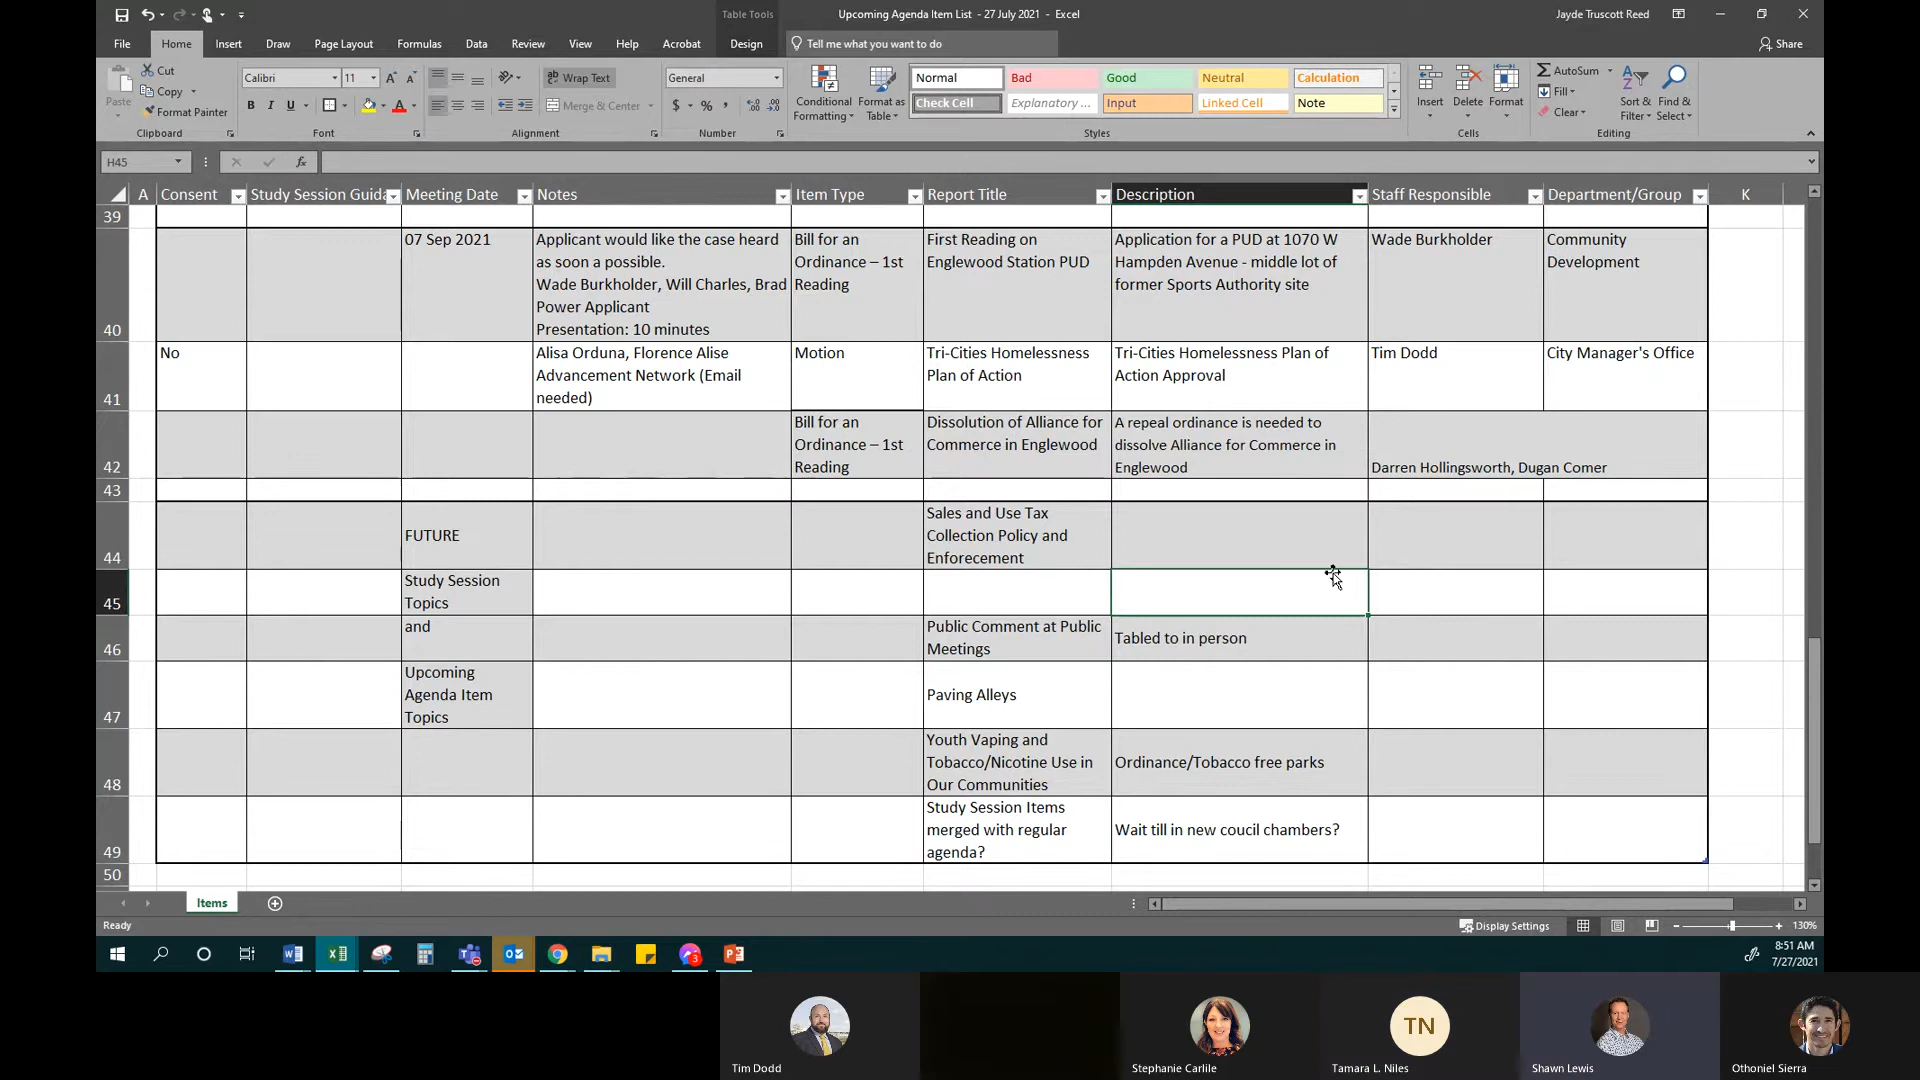 Table Tools
Upcoming Agenda Item List - 27 July 2021 - Excel
Jayde Truscott Reed
File
Home
Insert
Draw
Page Layout
Formulas
Data
Review
View
Help
Acrobat
Design
Tell me what you want to do
Share
Paste
Cut
Copy
Format Painter
Clipboard
Calibri
11
B I U
Font
Wrap Text
Merge & Center
Alignment
General
$ % ,
Number
Conditional
Formatting
Format as
Table
Normal
Bad
Good
Neutral
Calculation
Check Cell
Explanatory ...
Input
Linked Cell
Note
Styles
Insert
Delete
Format
Cells
AutoSum
Fill
Clear
Sort &
Filter
Find &
Select
Editing
H45
fx
A
Consent
Study Session Guida
Meeting Date
Notes
Item Type
Report Title
Description
Staff Responsible
Department/Group
K
39
40
07 Sep 2021
Applicant would like the case heard
as soon a possible.
Wade Burkholder, Will Charles, Brad
Power Applicant
Presentation: 10 minutes
Bill for an
Ordinance – 1st
Reading
First Reading on
Englewood Station PUD
Application for a PUD at 1070 W
Hampden Avenue - middle lot of
former Sports Authority site
Wade Burkholder
Community
Development
41
No
Alisa Orduna, Florence Alise
Advancement Network (Email
needed)
Motion
Tri-Cities Homelessness
Plan of Action
Tri-Cities Homelessness Plan of
Action Approval
Tim Dodd
City Manager's Office
42
Bill for an
Ordinance – 1st
Reading
Dissolution of Alliance for
Commerce in Englewood
A repeal ordinance is needed to
dissolve Alliance for Commerce in
Englewood
Darren Hollingsworth, Dugan Comer
43
44
FUTURE
Sales and Use Tax
Collection Policy and
Enforecement
45
Study Session
Topics
46
and
Public Comment at Public
Meetings
Tabled to in person
47
Upcoming
Agenda Item
Topics
Paving Alleys
48
Youth Vaping and
Tobacco/Nicotine Use in
Our Communities
Ordinance/Tobacco free parks
49
Study Session Items
merged with regular
agenda?
Wait till in new coucil chambers?
50
Items
Ready
Display Settings
130%
3
8:51 AM
7/27/2021
Tim Dodd
Stephanie Carlile
TN
Tamara L. Niles
Shawn Lewis
Othoniel Sierra